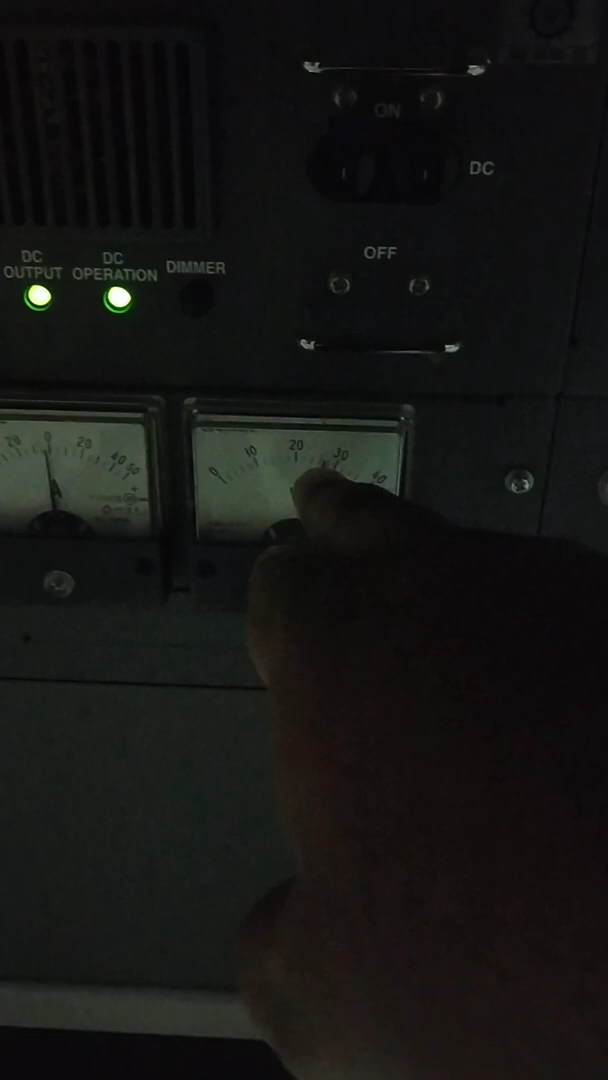 ON
DC
OFF
DC OUTPUT
DC OPERATION
DIMMER
20 0 20 40 50
0 10 20 30 40